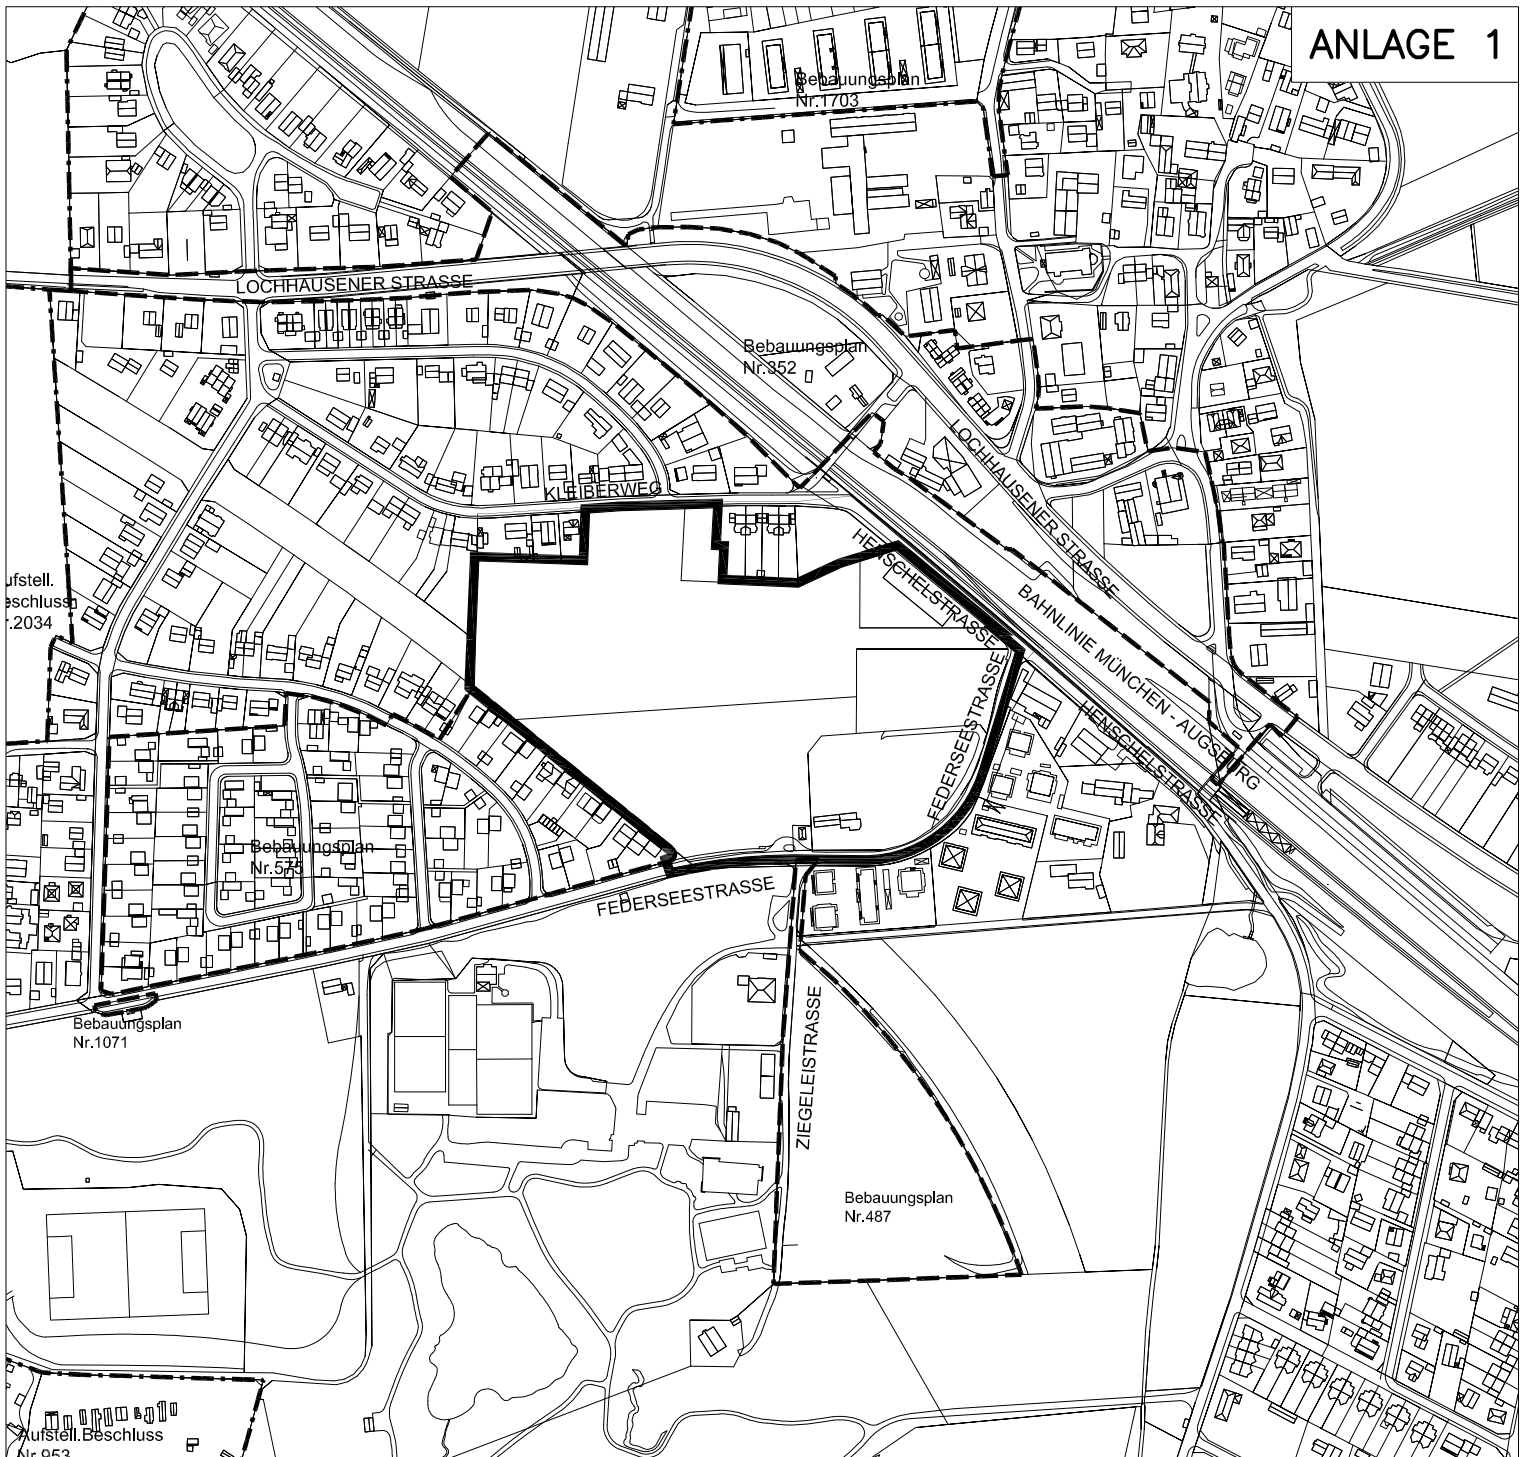 ANLAGE 1
Bebauungsplan
Nr.1703
LOCHHAUSENER STRASSE
Bebauungsplan
Nr.352
LOCHHAUSENER STRASSE
KLEIBERWEG
HENSCHELSTRASSE
BAHNLINIE MÜNCHEN - AUGSBURG
ufstell.
eschluss
r.2034
FEDERSEESTRASSE
HENSCHELSTRASSE
FEDERSEESTRASSE
Bebauungsplan
Nr.575
Bebauungsplan
Nr.1071
ZIEGELEISTRASSE
Bebauungsplan
Nr.487
Aufstell.Beschluss
Nr.953